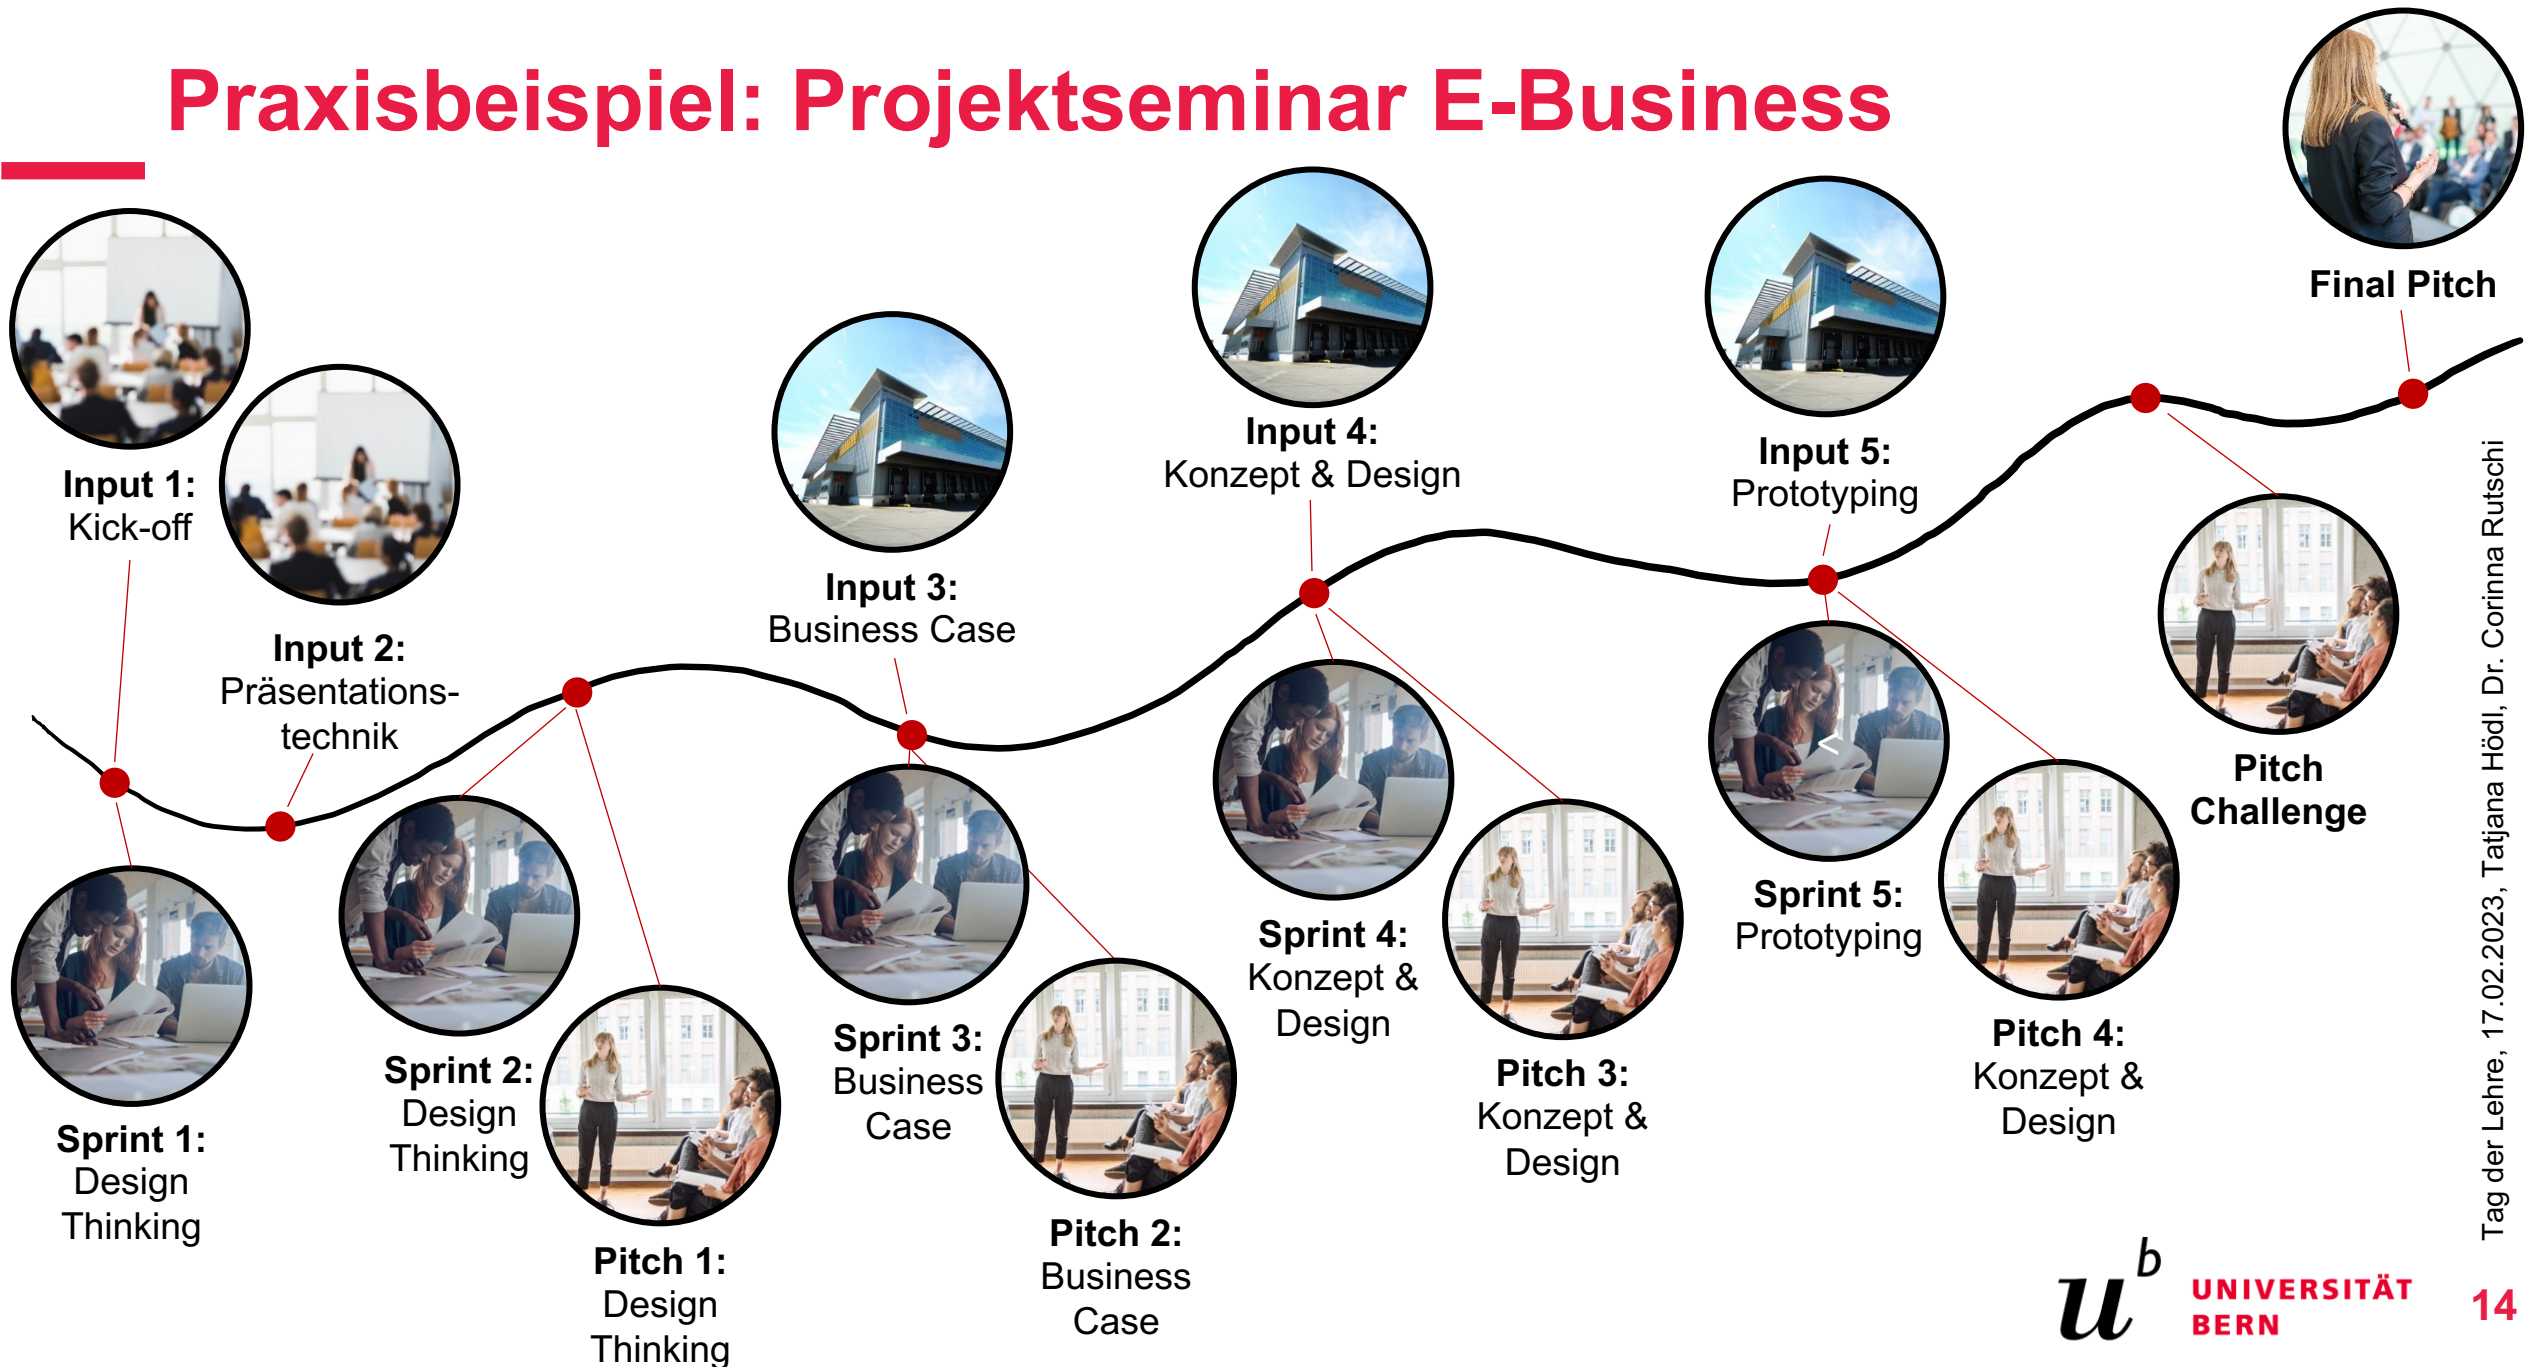 Praxisbeispiel: Projektseminar E-Business
Input 1:
Kick-off
Input 2:
Präsentations-
technik
Input 3:
Business Case
Input 4:
Konzept & Design
Input 5:
Prototyping
Final Pitch
Sprint 1:
Design
Thinking
Sprint 2:
Design
Thinking
Pitch 1:
Design
Thinking
Sprint 3:
Business
Case
Pitch 2:
Business
Case
Sprint 4:
Konzept &
Design
Pitch 3:
Konzept &
Design
<
Sprint 5:
Prototyping
Pitch 4:
Konzept &
Design
Pitch
Challenge
Tag der Lehre, 17.02.2023, Tatjana Hödl, Dr. Corinna Rutschi
u b
UNIVERSITÄT
BERN
14